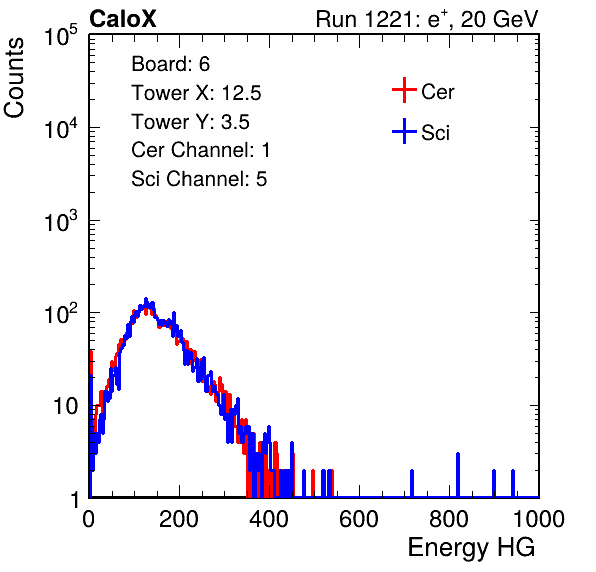 CaloX
Run 1221: e⁺, 20 GeV
Board: 6
Tower X: 12.5
Tower Y: 3.5
Cer Channel: 1
Sci Channel: 5
Cer
Sci
Counts
10⁵
10⁴
10³
10²
10
1
0 200 400 600 800 1000
Energy HG